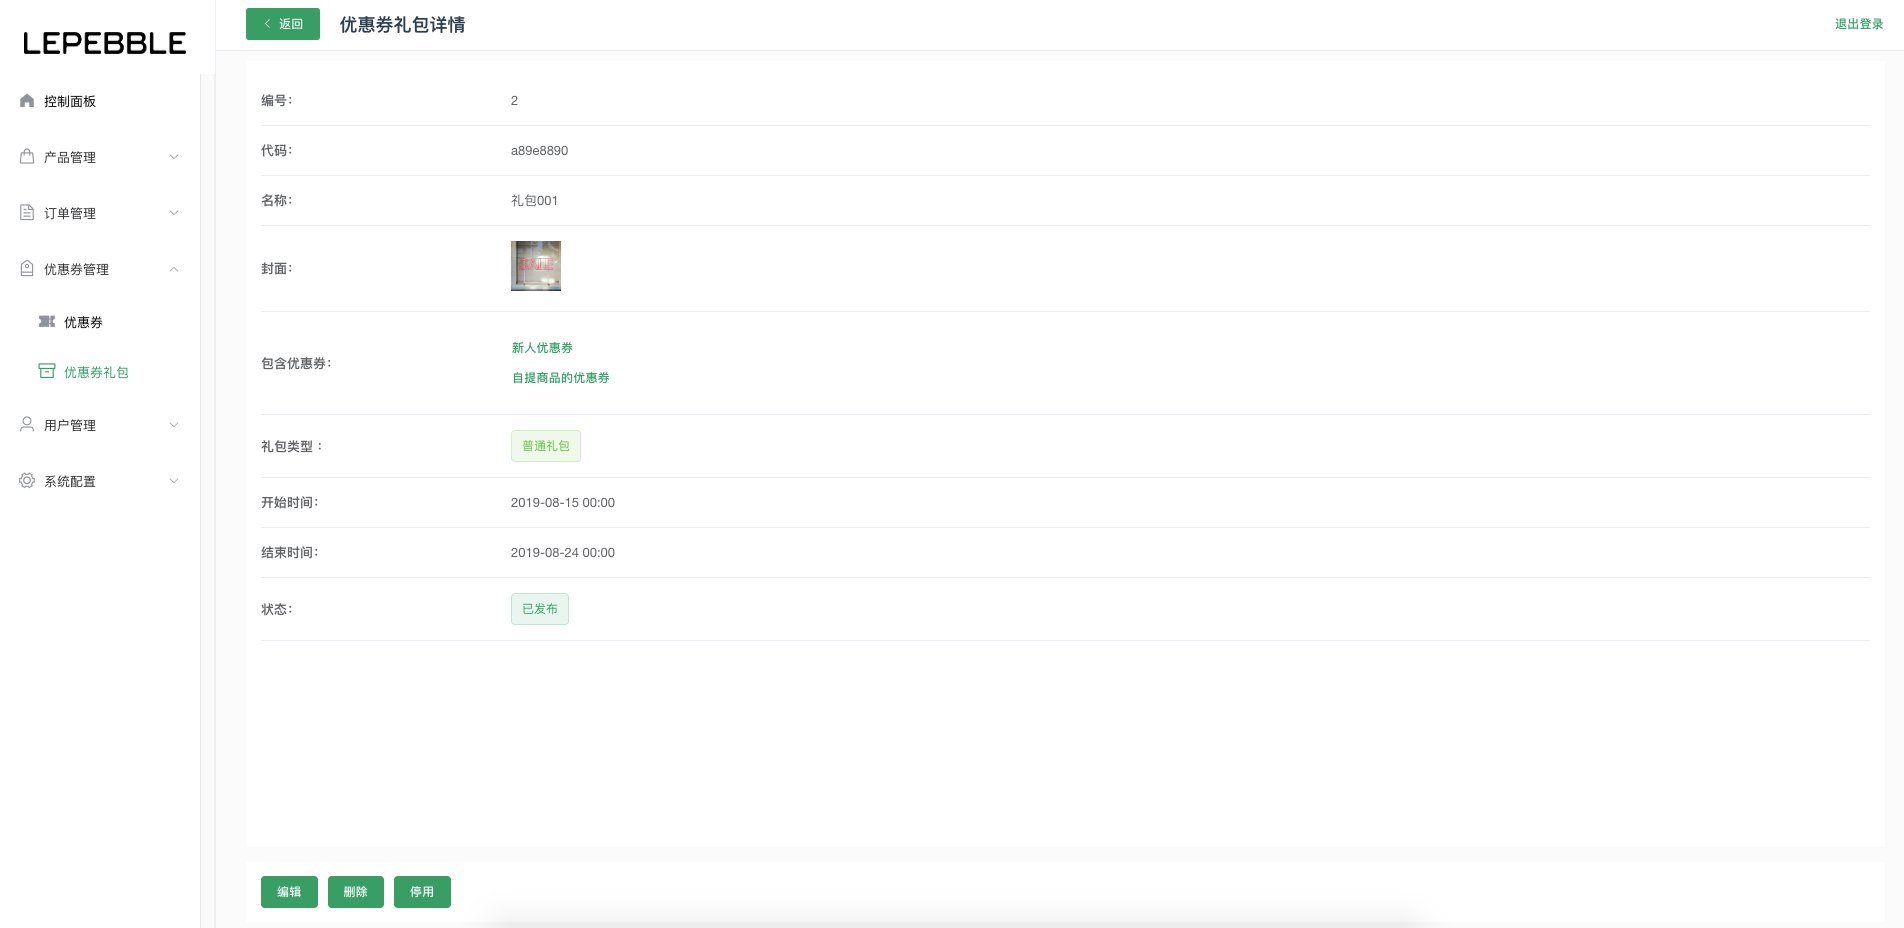 LEPEBBLE
控制面板
产品管理
订单管理
优惠券管理
优惠券
优惠券礼包
用户管理
系统配置
返回
优惠券礼包详情
退出登录
编号：
2
代码：
a89e8890
名称：
礼包001
封面：
包含优惠券：
新人优惠券
自提商品的优惠券
礼包类型：
普通礼包
开始时间：
2019-08-15 00:00
结束时间：
2019-08-24 00:00
状态：
已发布
编辑
删除
停用